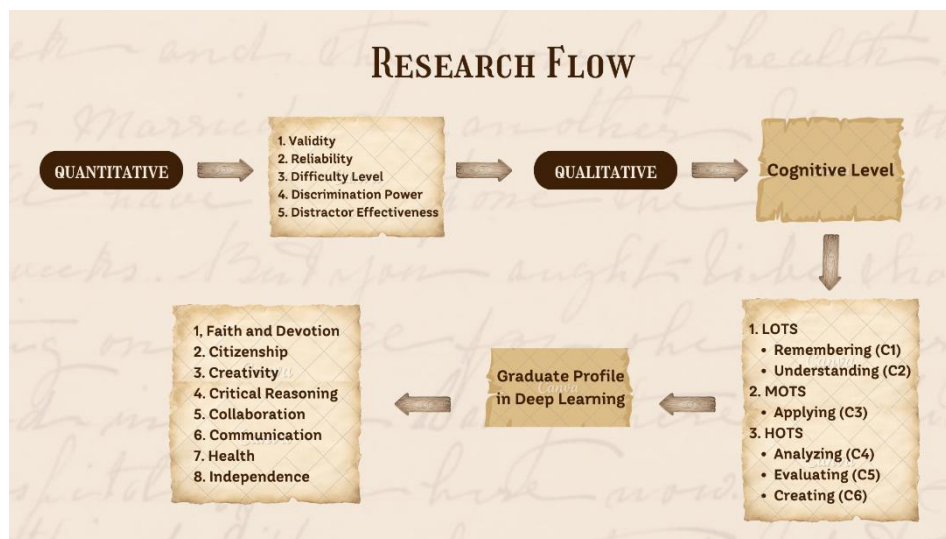 RESEARCH FLOW
QUANTITATIVE
1. Validity
2. Reliability
3. Difficulty Level
4. Discrimination Power
5. Distractor Effectiveness
QUALITATIVE
Cognitive Level
1. LOTS
• Remembering (C1)
• Understanding (C2)
2. MOTS
• Applying (C3)
3. HOTS
• Analyzing (C4)
• Evaluating (C5)
• Creating (C6)
Graduate Profile
in Deep Learning
1, Faith and Devotion
2. Citizenship
3. Creativity
4. Critical Reasoning
5. Collaboration
6. Communication
7. Health
8. Independence